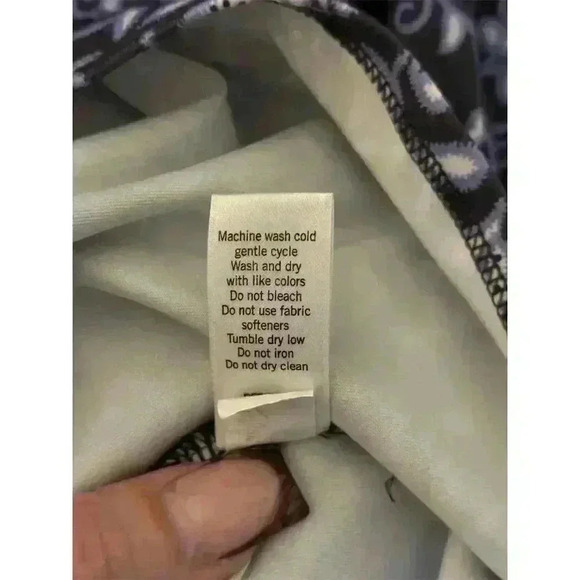 Machine wash cold
gentle cycle
Wash and dry
with like colors
Do not bleach
Do not use fabric
softeners
Tumble dry low
Do not iron
Do not dry clean